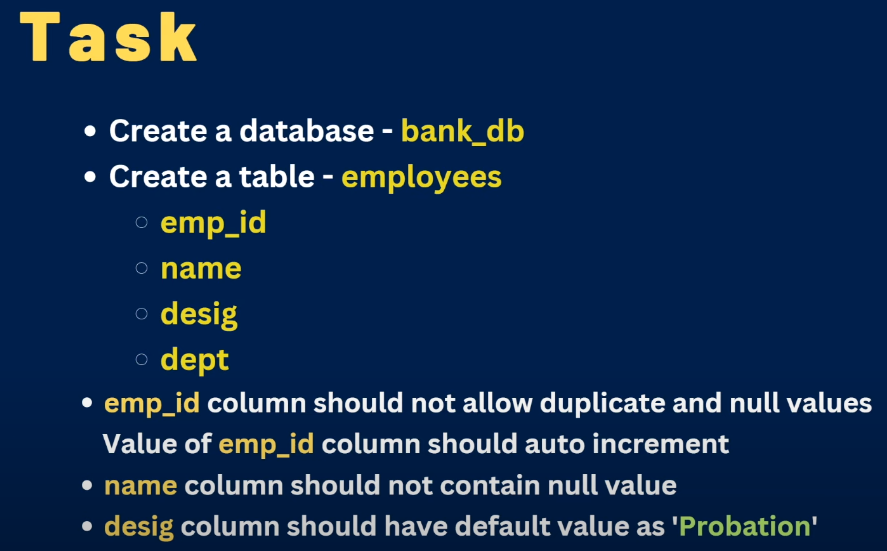 Task
• Create a database - bank_db
• Create a table - employees
○ emp_id
○ name
○ desig
○ dept
• emp_id column should not allow duplicate and null values
Value of emp_id column should auto increment
• name column should not contain null value
• desig column should have default value as 'Probation'